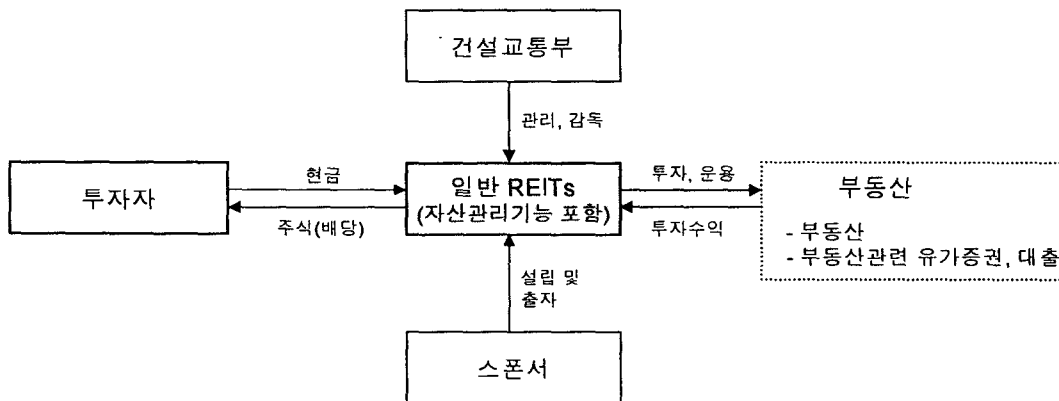 건설교통부
관리, 감독
투자자
현금
주식(배당)
일반 REITs
(자산관리기능 포함)
투자, 운용
투자수익
부동산
- 부동산
- 부동산관련 유가증권, 대출
설립 및
출자
스폰서